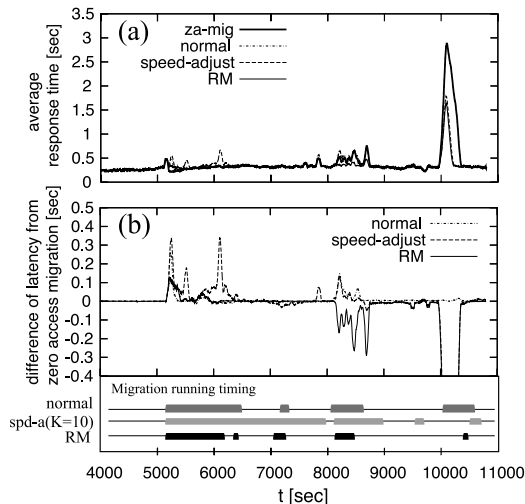 (a)
za-mig
normal
speed-adjust
RM
average
response time [sec]
3.5
3
2.5
2
1.5
1
0.5
0
(b)
normal
speed-adjust
RM
difference of latency from
zero access migration [sec]
0.5
0.4
0.3
0.2
0.1
0
-0.1
-0.2
-0.3
-0.4
Migration running timing
normal
spd-a(K=10)
RM
4000 5000 6000 7000 8000 9000 10000 11000
t [sec]